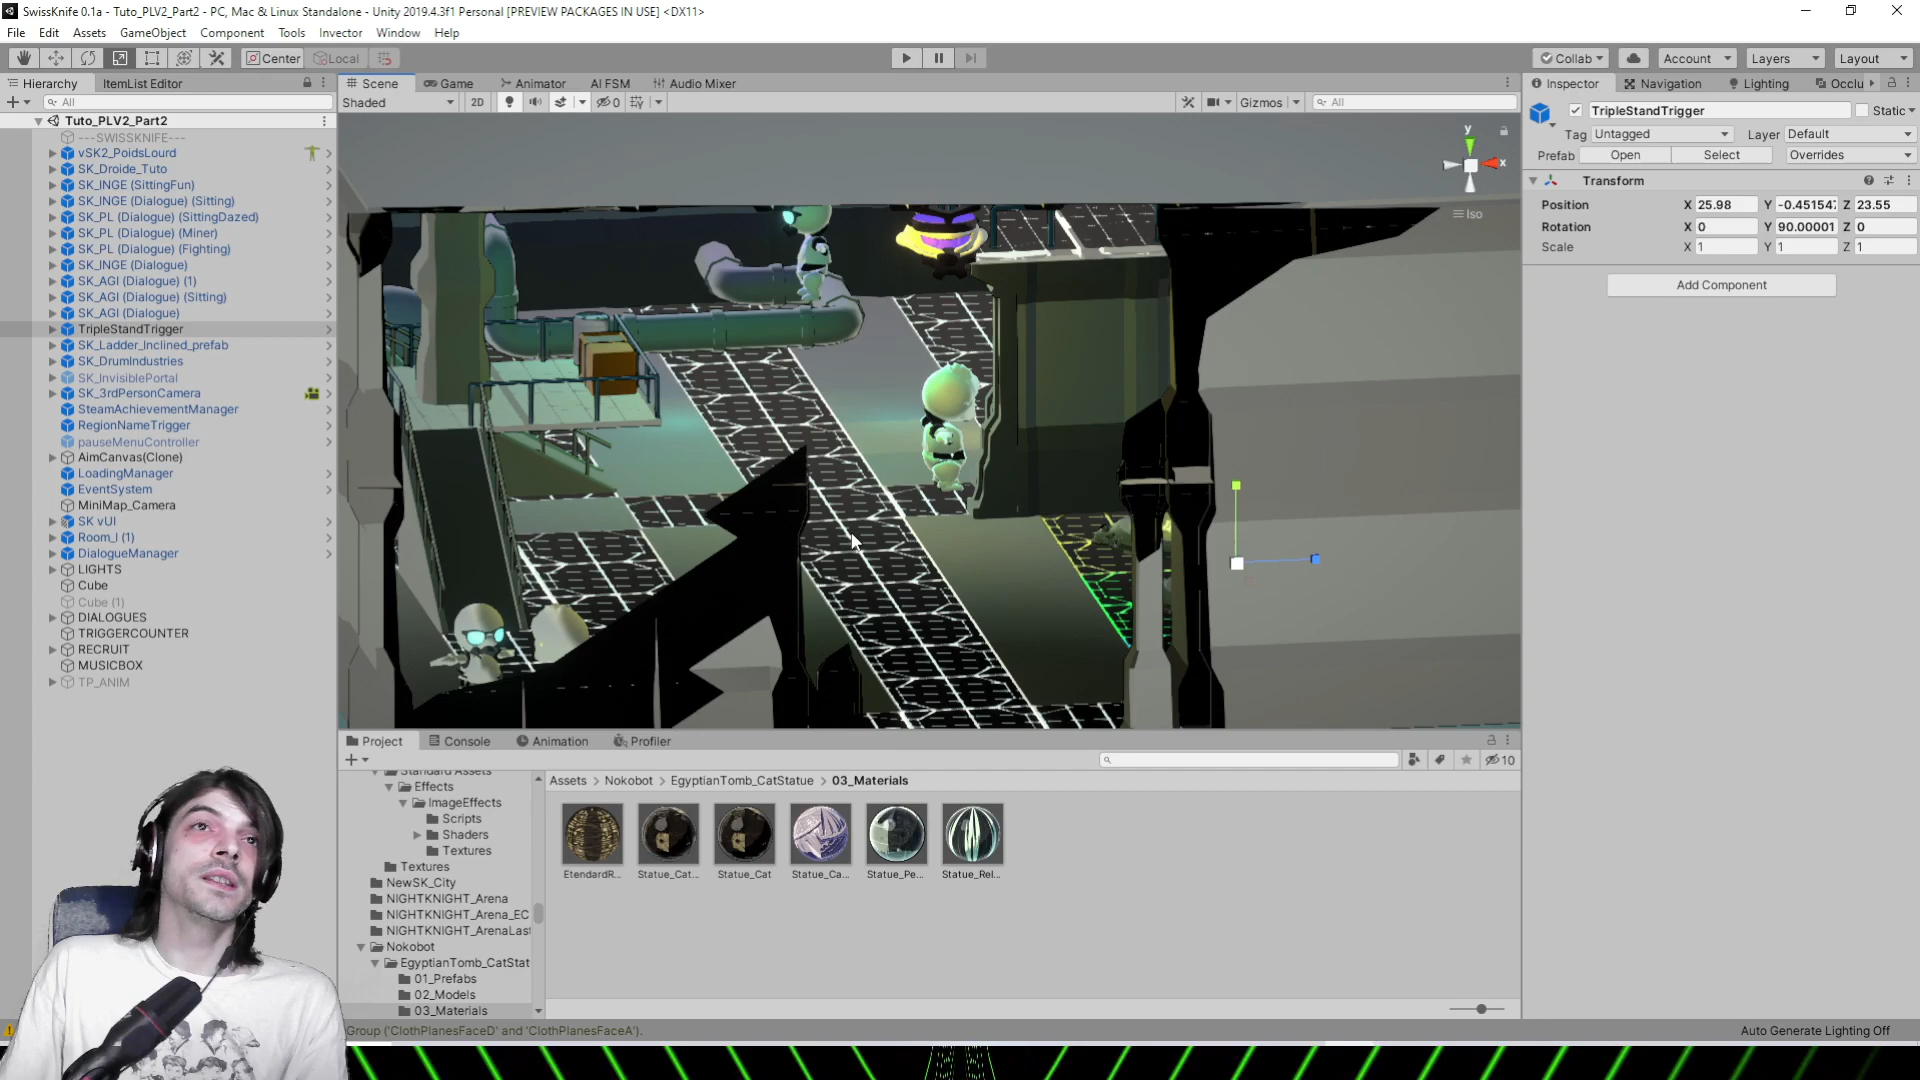 SwissKnife 0.1a - Tuto_PLV2_Part2 - PC, Mac & Linux Standalone - Unity 2019.4.3f1 Personal [PREVIEW PACKAGES IN USE] <DX11>
File Edit Assets GameObject Component Tools Invector Window Help
Center Local Collab Account Layers Layout
Hierarchy ItemList Editor
All
Tuto_PLV2_Part2
---SWISSKNIFE---
vSK2_PoidsLourd
SK_Droide_Tuto
SK_INGE (SittingFun)
SK_INGE (Dialogue) (Sitting)
SK_PL (Dialogue) (SittingDazed)
SK_PL (Dialogue) (Miner)
SK_PL (Dialogue) (Fighting)
SK_INGE (Dialogue)
SK_AGI (Dialogue) (1)
SK_AGI (Dialogue) (Sitting)
SK_AGI (Dialogue)
TripleStandTrigger
SK_Ladder_Inclined_prefab
SK_DrumIndustries
SK_InvisiblePortal
SK_3rdPersonCamera
SteamAchievementManager
RegionNameTrigger
pauseMenuController
AimCanvas(Clone)
LoadingManager
EventSystem
MiniMap_Camera
SK vUI
Room_I (1)
DialogueManager
LIGHTS
Cube
Cube (1)
DIALOGUES
TRIGGERCOUNTER
RECRUIT
MUSICBOX
TP_ANIM
Scene Game Animator AI FSM Audio Mixer
Shaded 2D 0 Gizmos All
y
x
Iso
Inspector Navigation Lighting Occlu
TripleStandTrigger Static
Tag Untagged Layer Default
Prefab Open Select Overrides
Transform
Position X 25.98 Y -0.451547 Z 23.55
Rotation X 0 Y 90.00001 Z 0
Scale X 1 Y 1 Z 1
Add Component
Project Console Animation Profiler
10
Standard Assets
Effects
ImageEffects
Scripts
Shaders
Textures
Textures
NewSK_City
NIGHTKNIGHT_Arena
NIGHTKNIGHT_Arena_EC
NIGHTKNIGHT_ArenaLast
Nokobot
EgyptianTomb_CatStat
01_Prefabs
02_Models
03_Materials
Assets > Nokobot > EgyptianTomb_CatStatue > 03_Materials
EtendardR... Statue_Cat... Statue_Cat Statue_Ca... Statue_Pe... Statue_Rel...
Group ('ClothPlanesFaceD' and 'ClothPlanesFaceA').
Auto Generate Lighting Off